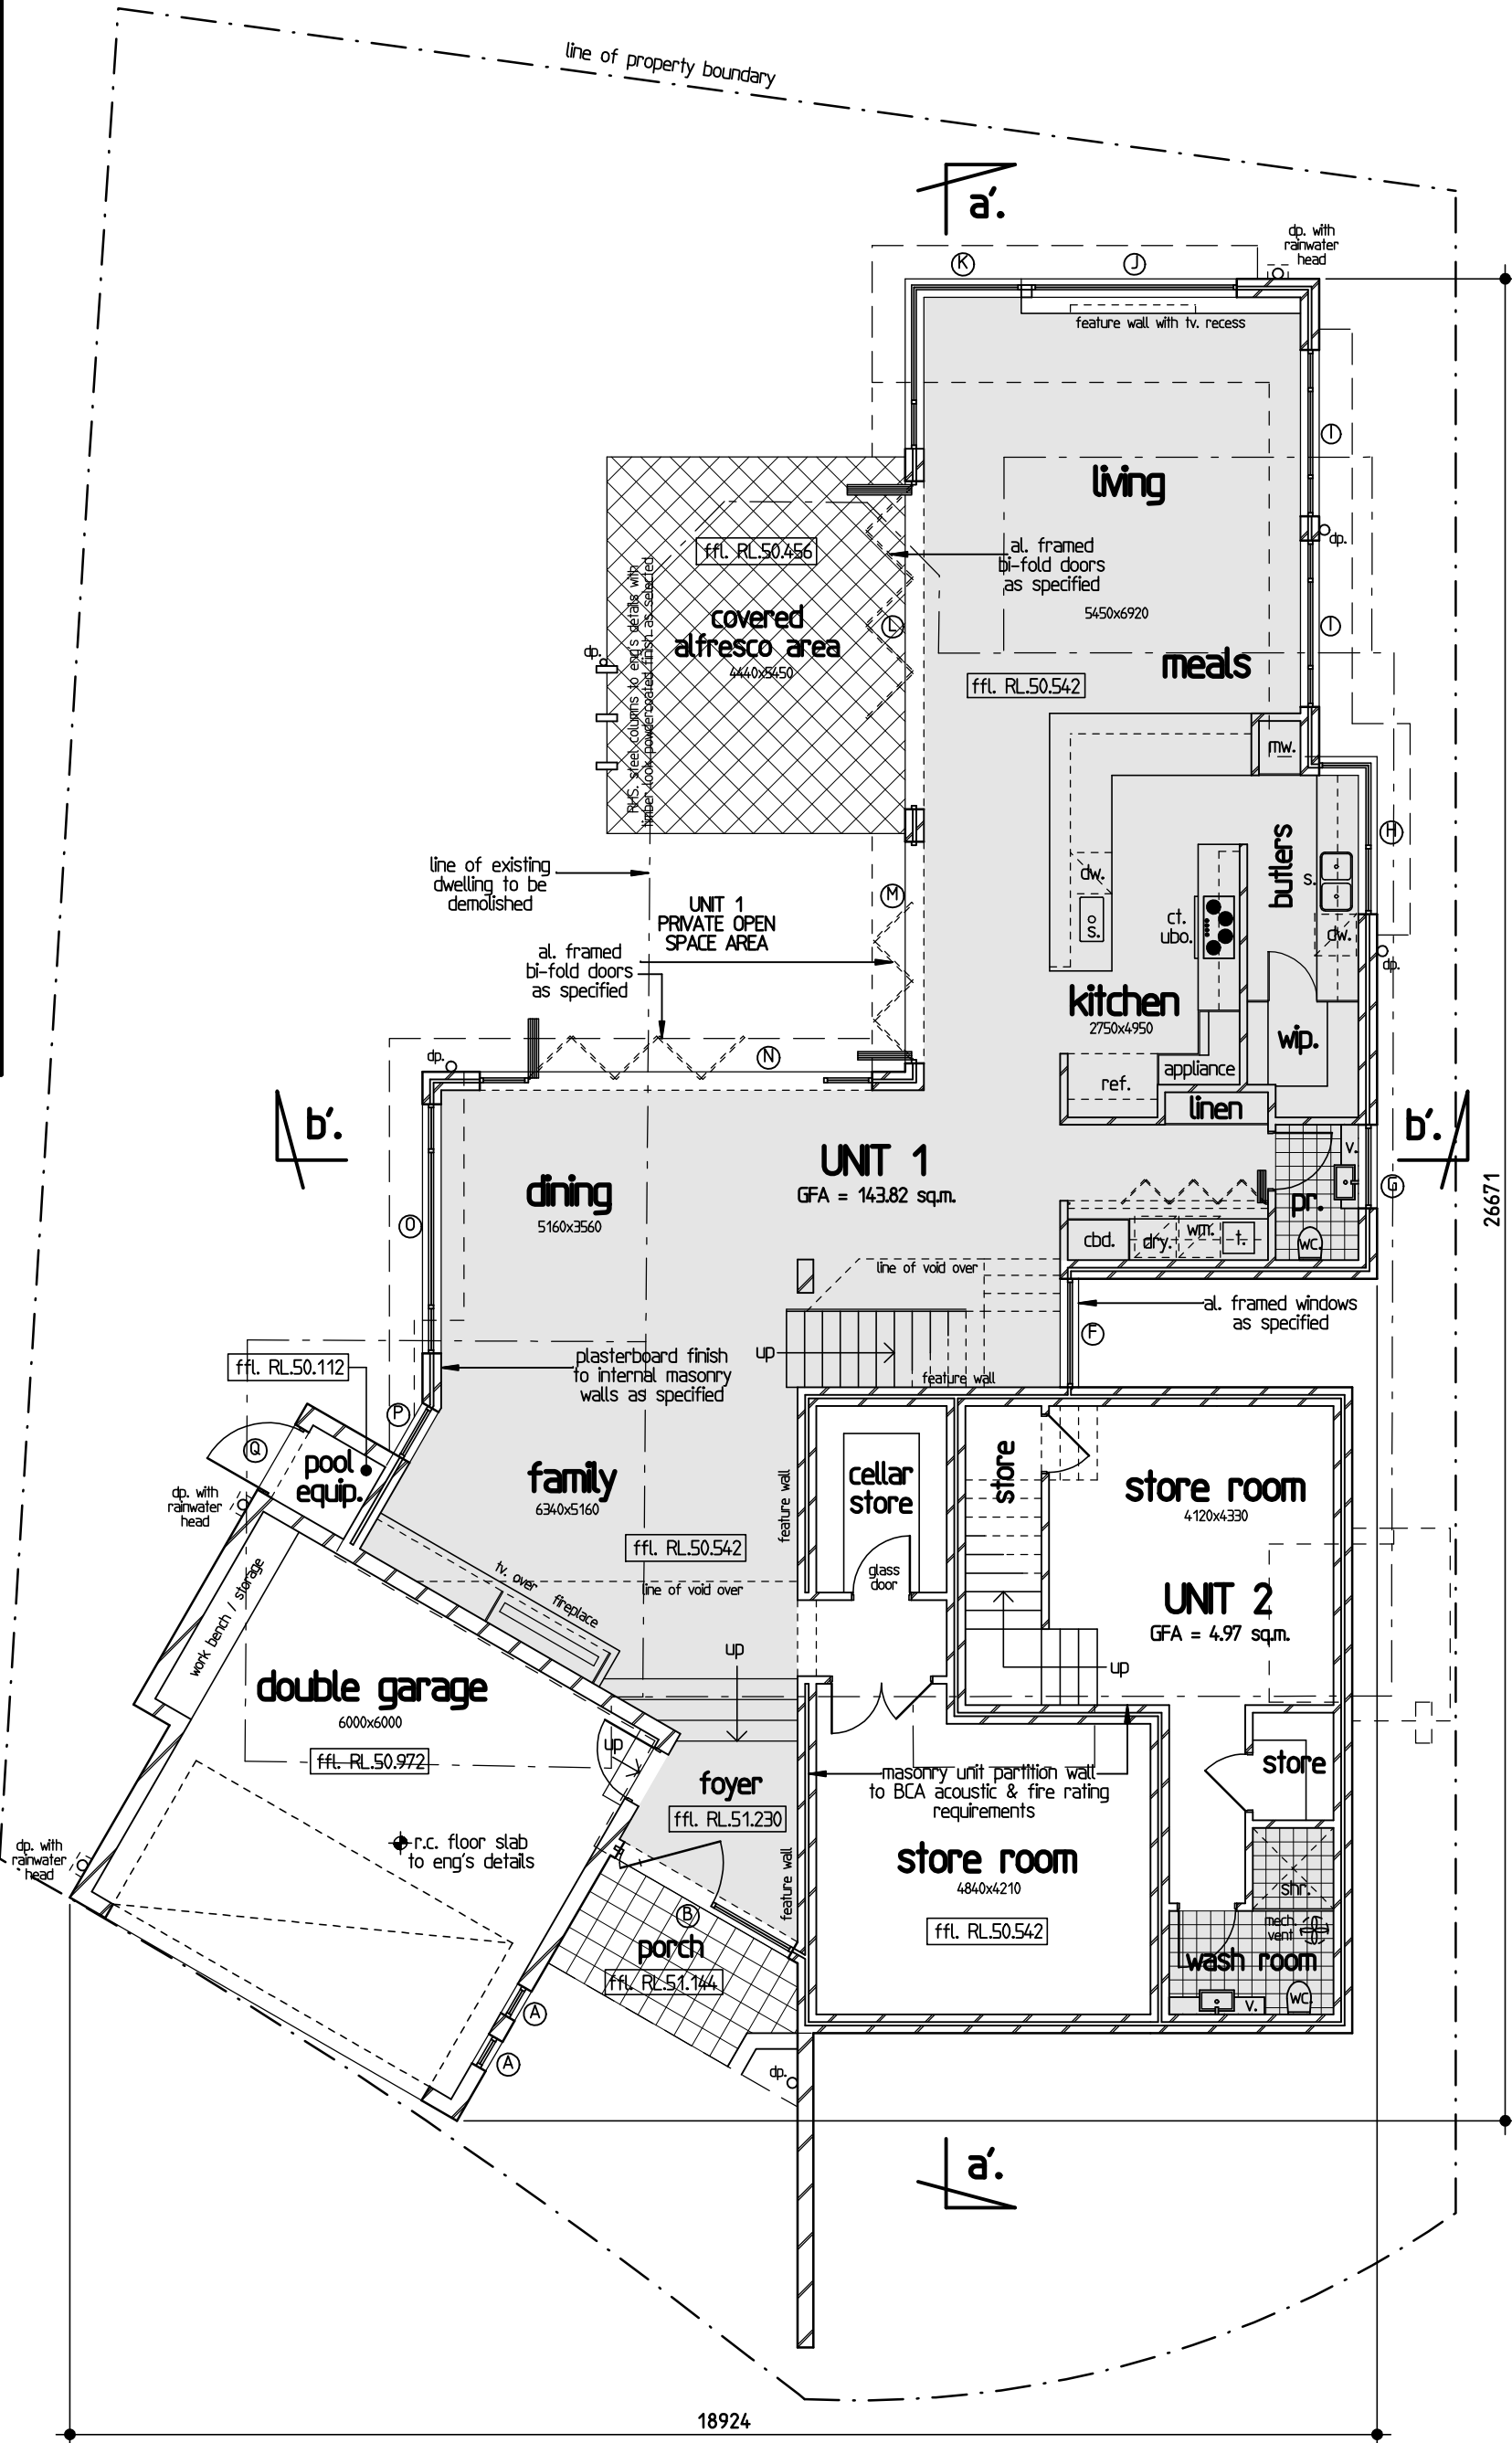 line of property boundary
a'.
dp. with
rainwater
head
K
J
feature wall with tv. recess
I
living
ffl. RL.50.456
al. framed
bi-fold doors
as specified
dp.
covered
alfresco area
4440x5450
RHS. steel columns to eng's details with
timber look powdercoated finish as selected
5450x6920
L
I
dp.
meals
ffl. RL.50.542
mw.
H
butlers
s.
line of existing
dwelling to be
demolished
dw.
M
UNIT 1
PRIVATE OPEN
SPACE AREA
s.
ct.
ubo.
dw.
al. framed
bi-fold doors
as specified
dp.
kitchen
2750x4950
wip.
dp.
N
ref.
appliance
linen
b'.
b'.
UNIT 1
GFA = 143.82 sq.m.
v.
G
dining
5160x3560
pr.
O
cbd.
dry.
wm.
t.
wc.
26671
line of void over
al. framed windows
as specified
F
up
ffl. RL.50.112
plasterboard finish
to internal masonry
walls as specified
feature wall
P
Q
pool
equip.
family
6340x5160
feature wall
cellar
store
store
store room
4120x4330
dp. with
rainwater
head
ffl. RL.50.542
glass
door
tv. over
fireplace
line of void over
work bench / storage
UNIT 2
GFA = 4.97 sq.m.
up
up
double garage
6000x6000
ffl. RL.50.972
up
foyer
ffl. RL.51.230
masonry unit partition wall
to BCA acoustic & fire rating
requirements
store
r.c. floor slab
to eng's details
dp. with
rainwater
head
store room
4840x4210
feature wall
shr.
B
porch
ffl. RL.51.144
ffl. RL.50.542
mech.
vent
wash room
v.
wc.
A
A
dp.
a'.
18924